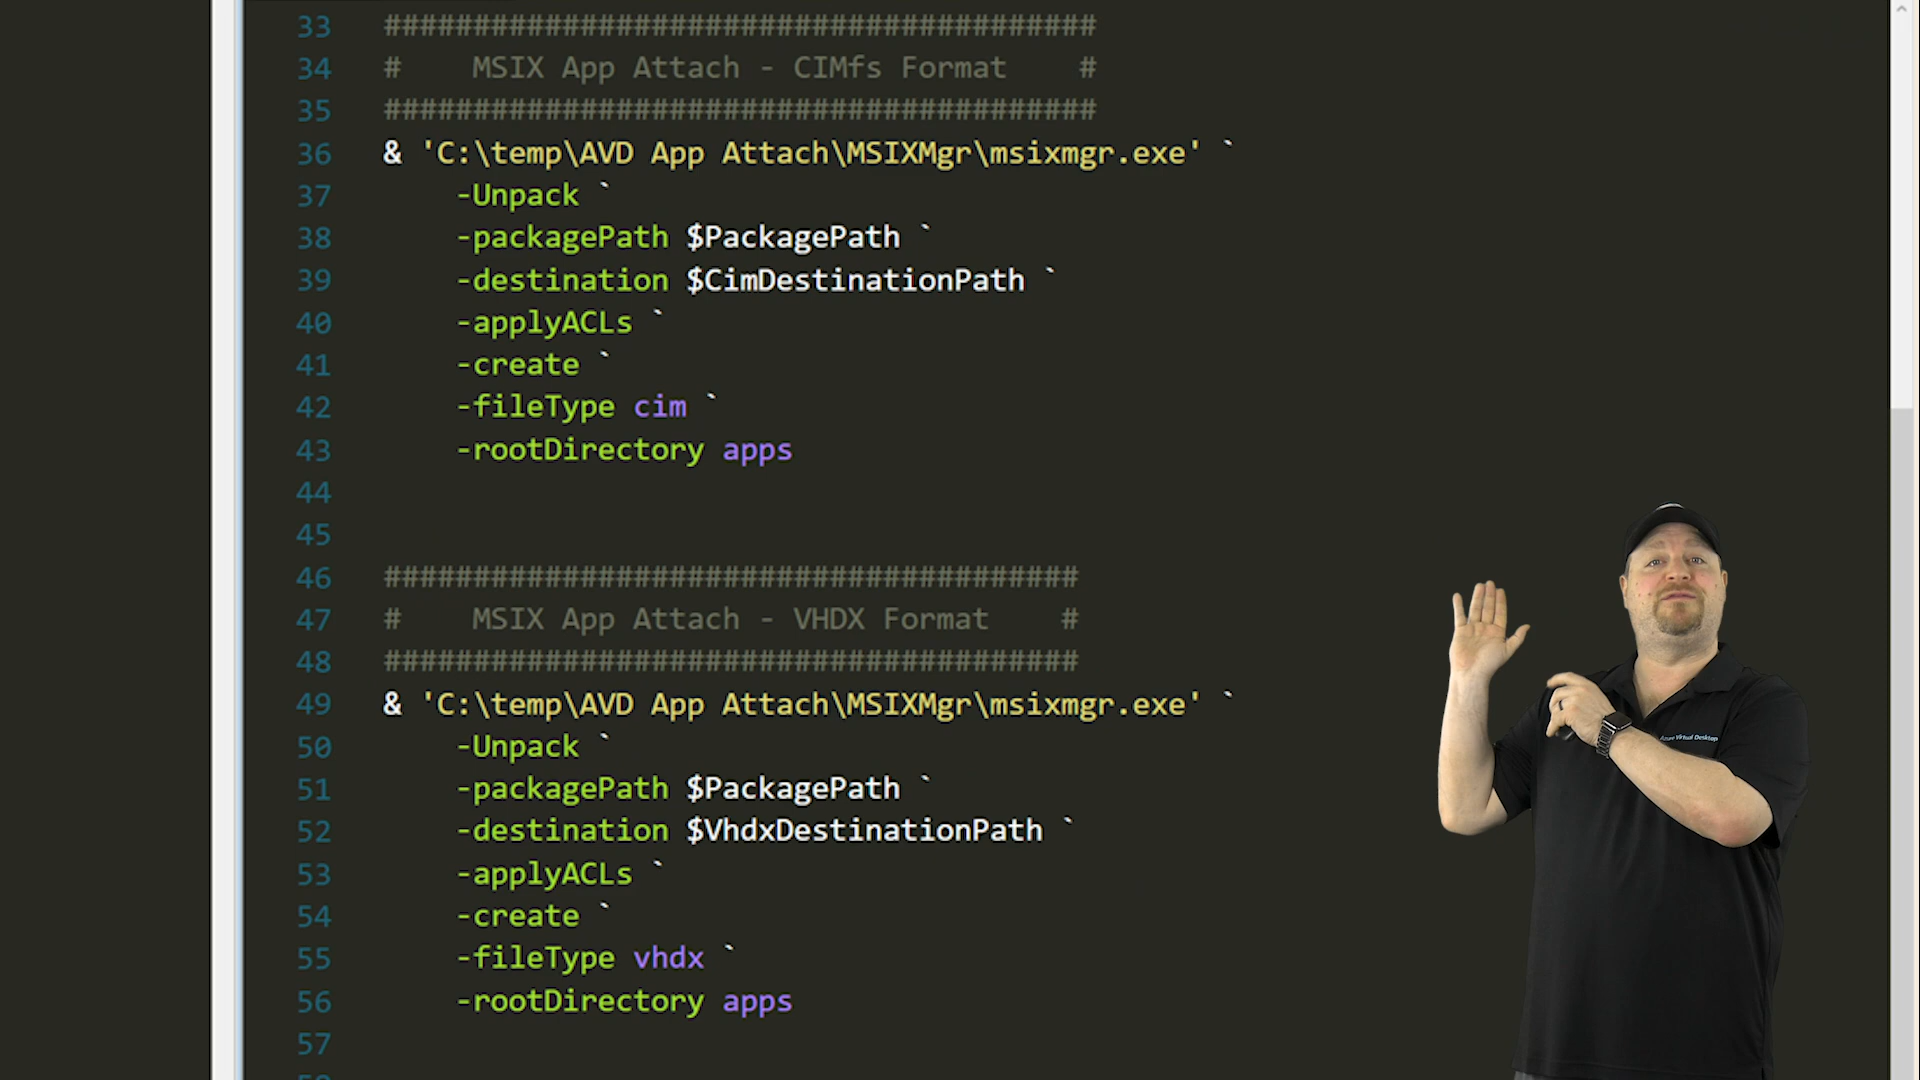 33 ########################################
34 #    MSIX App Attach - CIMfs Format    #
35 ########################################
36 & 'C:\temp\AVD App Attach\MSIXMgr\msixmgr.exe' `
37     -Unpack `
38     -packagePath $PackagePath `
39     -destination $CimDestinationPath `
40     -applyACLs `
41     -create `
42     -fileType cim `
43     -rootDirectory apps
44
45
46 #######################################
47 #    MSIX App Attach - VHDX Format    #
48 #######################################
49 & 'C:\temp\AVD App Attach\MSIXMgr\msixmgr.exe' `
50     -Unpack `
51     -packagePath $PackagePath `
52     -destination $VhdxDestinationPath `
53     -applyACLs `
54     -create `
55     -fileType vhdx `
56     -rootDirectory apps
57
Azure Virtual Desktop